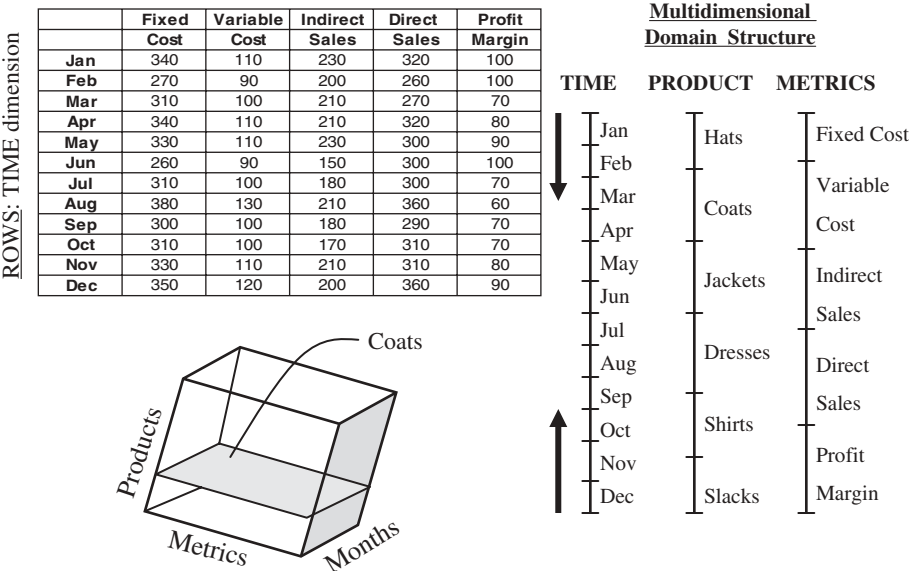 Fixed Variable Indirect Direct Profit
Cost Cost Sales Sales Margin
Jan 340 110 230 320 100
Feb 270 90 200 260 100
Mar 310 100 210 270 70
Apr 340 110 210 320 80
May 330 110 230 300 90
Jun 260 90 150 300 100
Jul 310 100 180 300 70
Aug 380 130 210 360 60
Sep 300 100 180 290 70
Oct 310 100 170 310 70
Nov 330 110 210 310 80
Dec 350 120 200 360 90
ROWS: TIME dimension
Coats
Products
Metrics
Months
Multidimensional
Domain Structure
TIME PRODUCT METRICS
Jan
Feb
Mar
Apr
May
Jun
Jul
Aug
Sep
Oct
Nov
Dec
Hats
Coats
Jackets
Dresses
Shirts
Slacks
Fixed Cost
Variable
Cost
Indirect
Sales
Direct
Sales
Profit
Margin